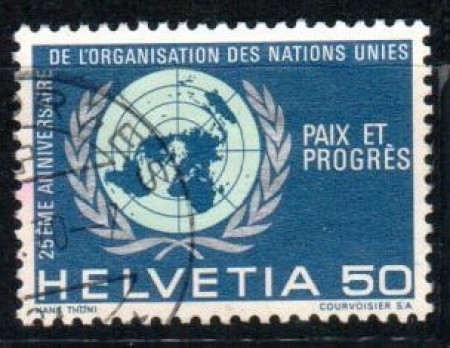 25ÈME ANNIVERSAIRE
DE L'ORGANISATION DES NATIONS UNIES
PAIX ET
PROGRÈS
HELVETIA 50
HANS THÖNI
COURVOISIER S.A.